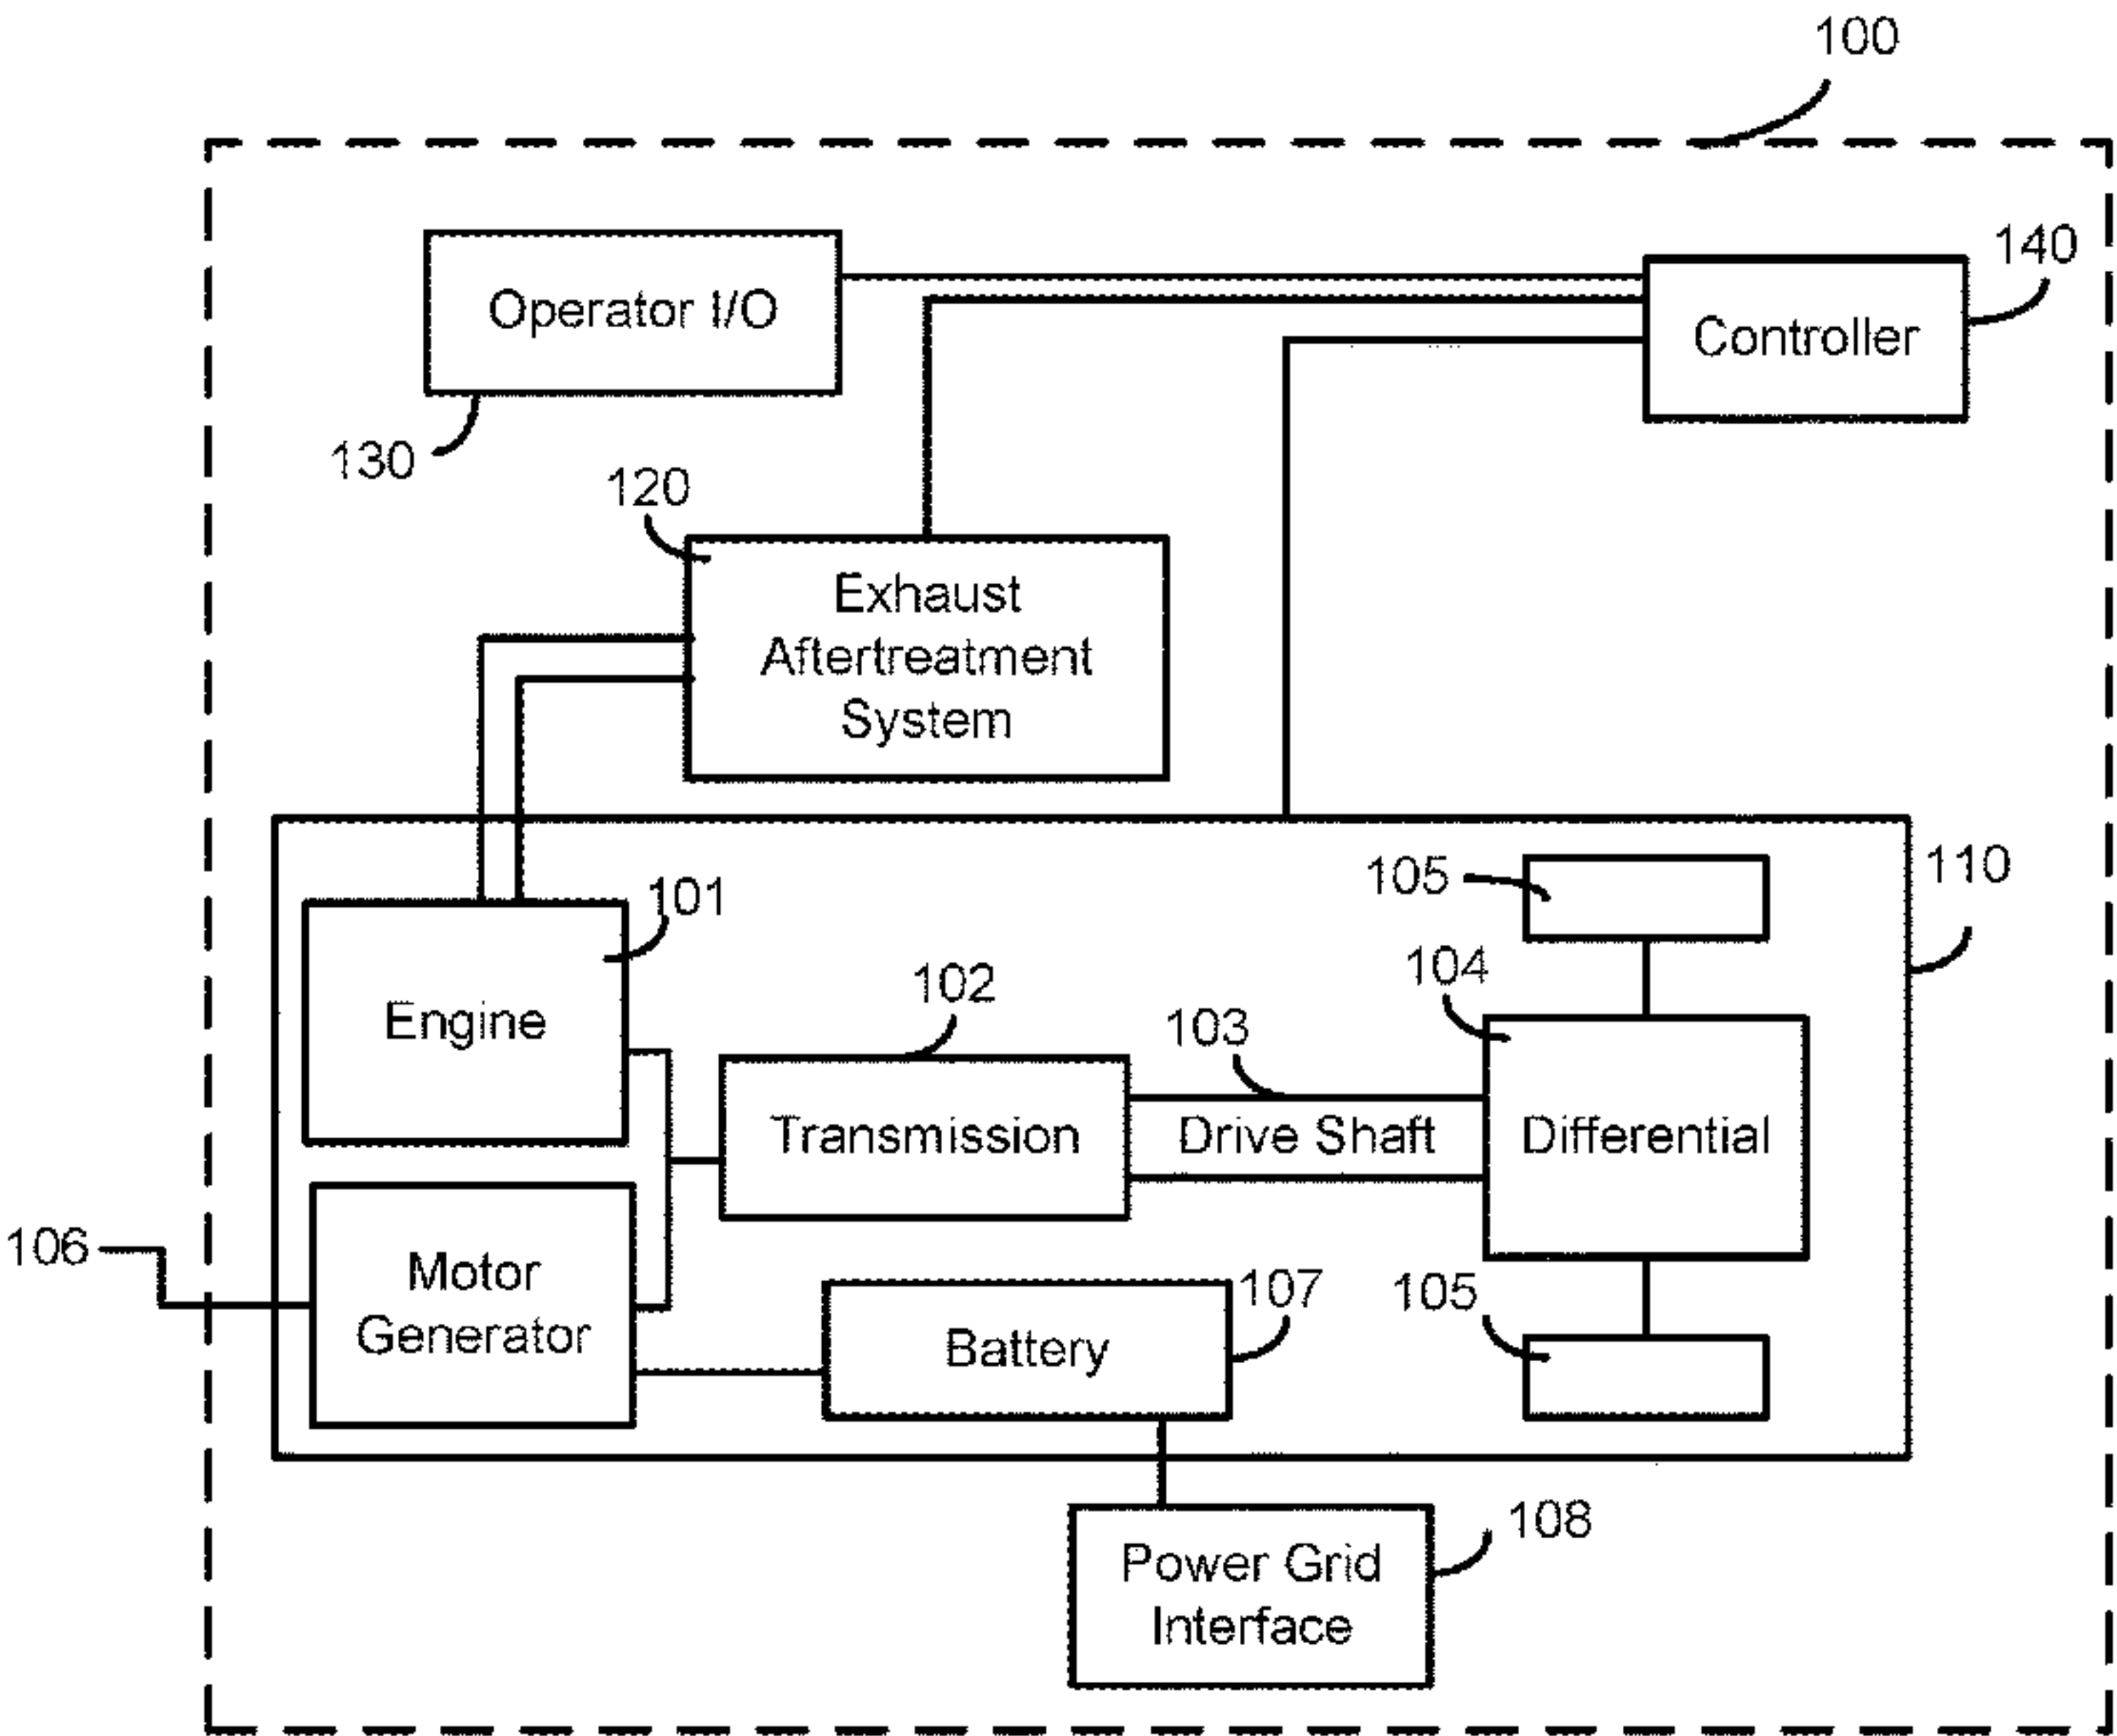 100
140
Operator I/O
Controller
130
120
Exhaust
Aftertreatment
System
105
110
101
104
102
Engine
103
Transmission
Drive Shaft
Differential
106
Motor
Generator
107
105
Battery
108
Power Grid
Interface